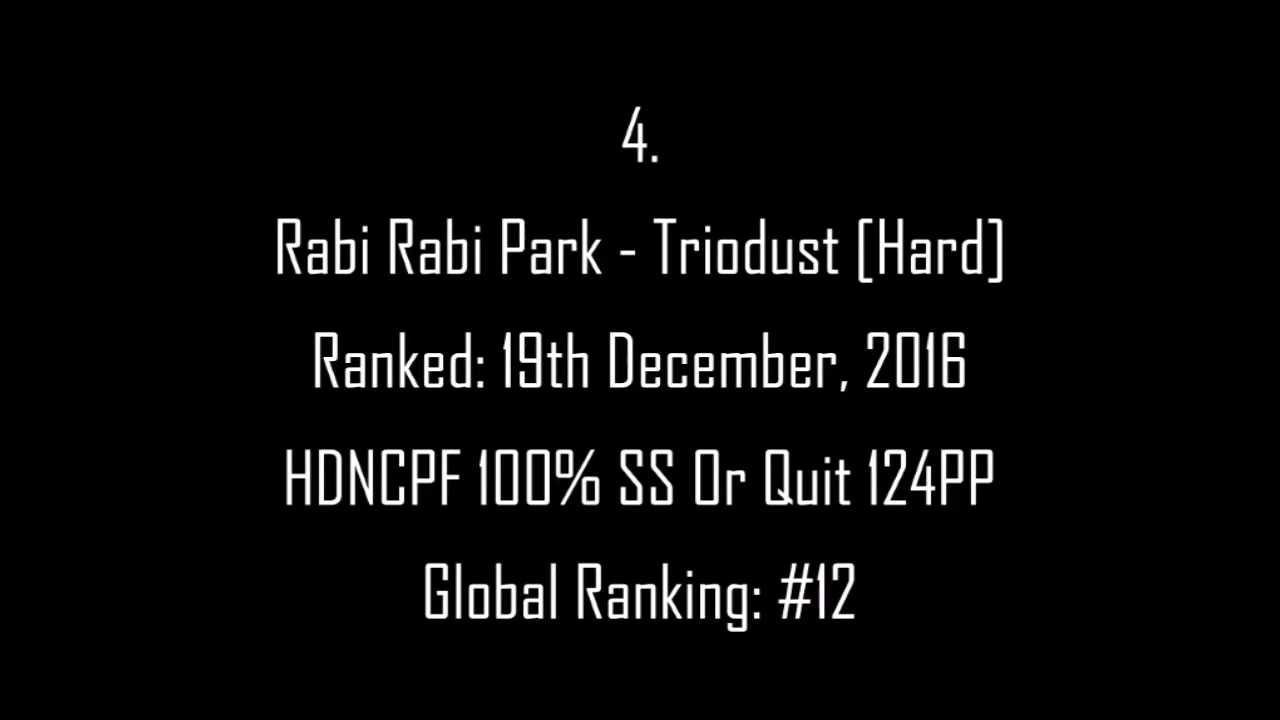 4.
Rabi Rabi Park - Triodust [Hard]
Ranked: 19th December, 2016
HDNCPF 100% SS Or Quit 124PP
Global Ranking: #12